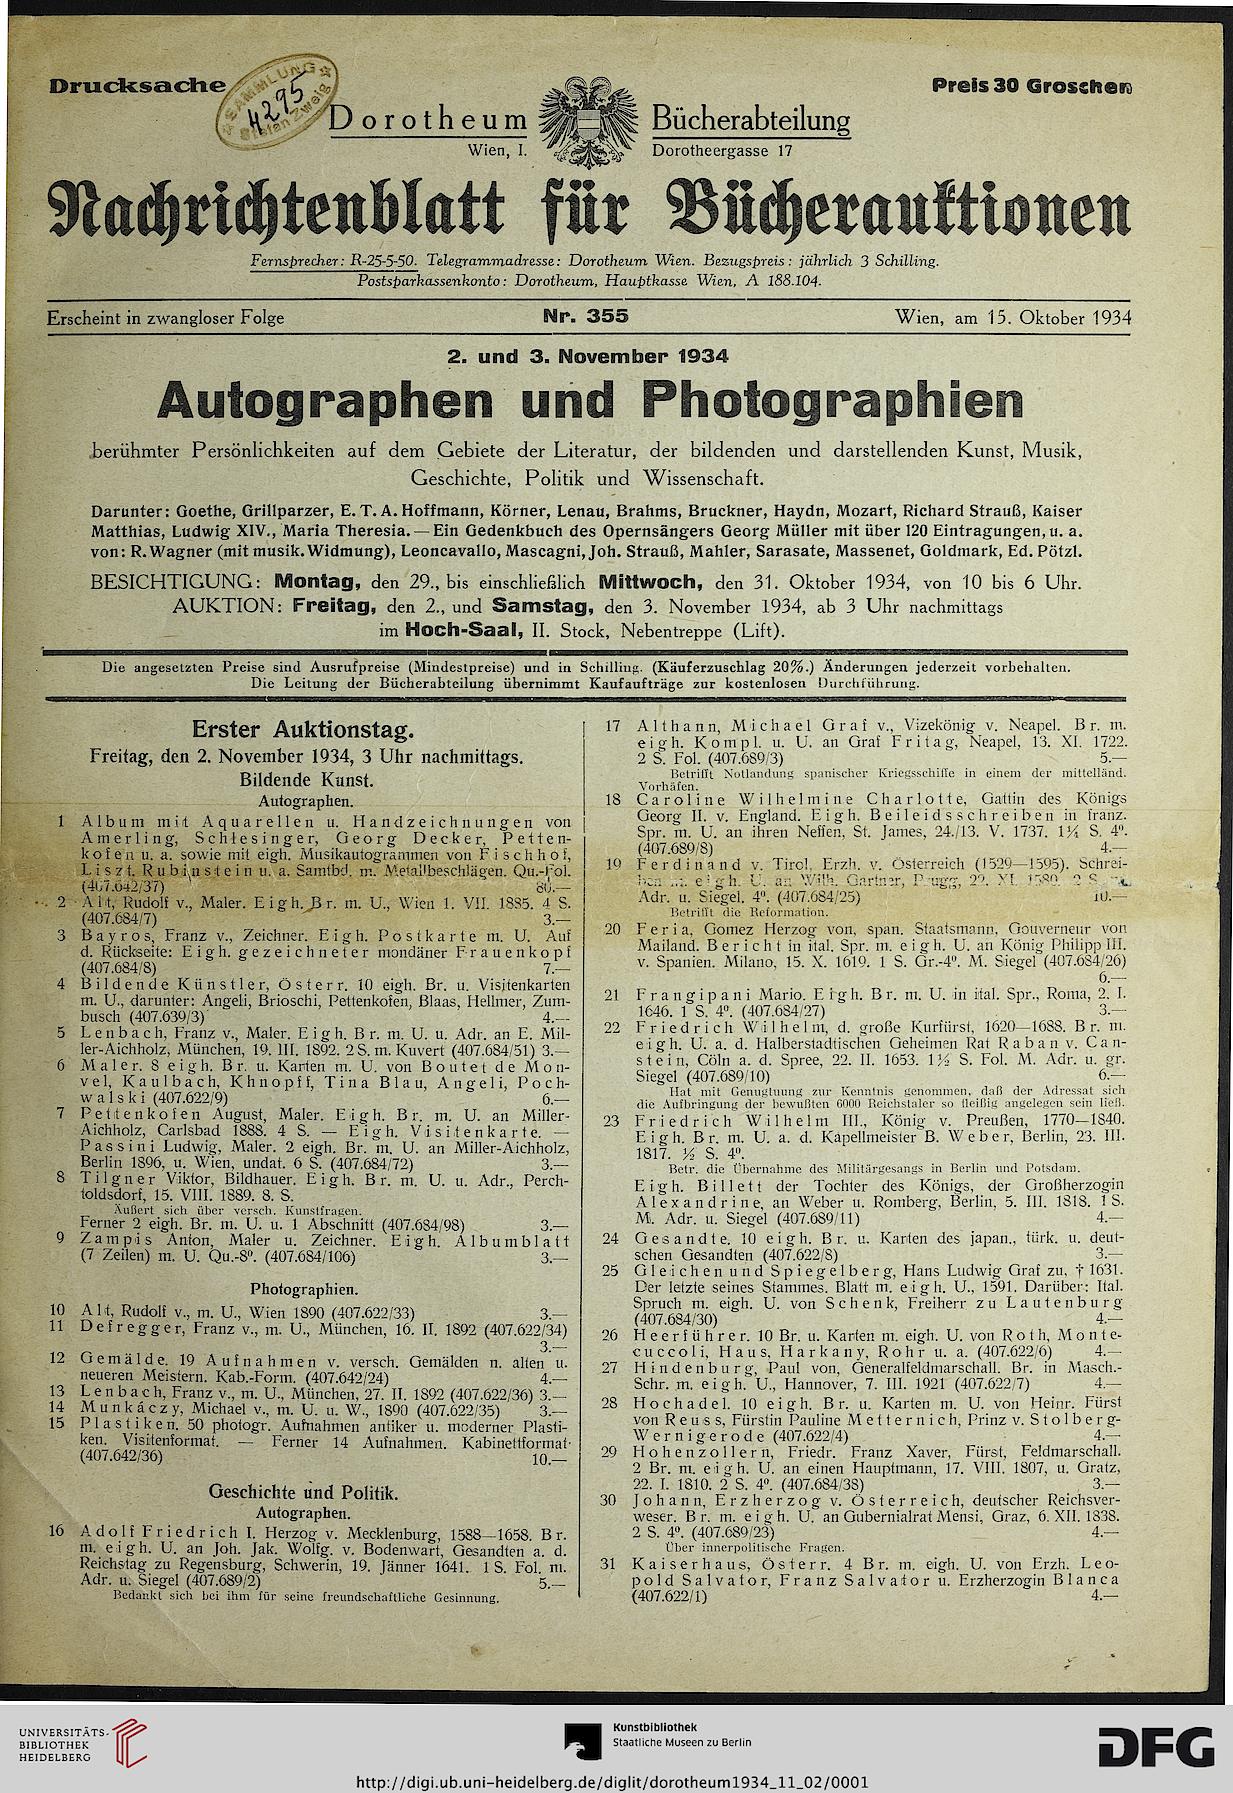 Drucksache
SAMMLUNG
4295
Stefan Zweig
Preis 30 Groschen
Dorotheum
Bücherabteilung
Wien, I.
Dorotheergasse 17
Nachrichtenblatt für Bücherauktionen
Fernsprecher: R-25-5-50. Telegrammadresse: Dorotheum Wien. Bezugspreis: jährlich 3 Schilling.
Postsparkassenkonto: Dorotheum, Hauptkasse Wien, A 188.104.
Erscheint in zwangloser Folge
Nr. 355
Wien, am 15. Oktober 1934
2. und 3. November 1934
Autographen und Photographien
berühmter Persönlichkeiten auf dem Gebiete der Literatur, der bildenden und darstellenden Kunst, Musik,
Geschichte, Politik und Wissenschaft.
Darunter: Goethe, Grillparzer, E. T. A. Hoffmann, Körner, Lenau, Brahms, Bruckner, Haydn, Mozart, Richard Strauß, Kaiser
Matthias, Ludwig XIV., Maria Theresia. — Ein Gedenkbuch des Opernsängers Georg Müller mit über 120 Eintragungen, u. a.
von: R. Wagner (mit musik. Widmung), Leoncavallo, Mascagni, Joh. Strauß, Mahler, Sarasate, Massenet, Goldmark, Ed. Pötzl.
BESICHTIGUNG: Montag, den 29., bis einschließlich Mittwoch, den 31. Oktober 1934, von 10 bis 6 Uhr.
AUKTION: Freitag, den 2., und Samstag, den 3. November 1934, ab 3 Uhr nachmittags
im Hoch-Saal, II. Stock, Nebentreppe (Lift).
Die angesetzten Preise sind Ausrufpreise (Mindestpreise) und in Schilling. (Käuferzuschlag 20%.) Änderungen jederzeit vorbehalten.
Die Leitung der Bücherabteilung übernimmt Kaufaufträge zur kostenlosen Durchführung.
Erster Auktionstag.
Freitag, den 2. November 1934, 3 Uhr nachmittags.
Bildende Kunst.
Autographen.
1 Album mit Aquarellen u. Handzeichnungen von
Amerling, Schlesinger, Georg Decker, Petten-
kofen u. a. sowie mit eigh. Musikautogrammen von Fischhof,
Liszt, Rubinstein u. a. Samtbd. m. Metallbeschlägen. Qu.-Fol.
(407.642/37) 80.—
2 Alt, Rudolf v., Maler. Eigh. Br. m. U., Wien 1. VII. 1885. 4 S.
(407.684/7) 3.—
3 Bayros, Franz v., Zeichner. Eigh. Postkarte m. U. Auf
d. Rückseite: Eigh. gezeichneter mondäner Frauenkopf
(407.684/8) 7.—
4 Bildende Künstler, Österr. 10 eigh. Br. u. Visitenkarten
m. U., darunter: Angeli, Brioschi, Pettenkofen, Blaas, Hellmer, Zum-
busch (407.639/3) 4.—
5 Lenbach, Franz v., Maler. Eigh. Br. m. U. u. Adr. an E. Mil-
ler-Aichholz, München, 19. III. 1892. 2 S. m. Kuvert (407.684/51) 3.—
6 Maler. 8 eigh. Br. u. Karten m. U. von Boutet de Mon-
vel, Kaulbach, Khnopff, Tina Blau, Angeli, Poch-
walski (407.622/9) 6.—
7 Pettenkofen August, Maler. Eigh. Br. m. U. an Miller-
Aichholz, Carlsbad 1888. 4 S. — Eigh. Visitenkarte. —
Passini Ludwig, Maler. 2 eigh. Br. m. U. an Miller-Aichholz,
Berlin 1896, u. Wien, undat. 6 S. (407.684/72) 3.—
8 Tilgner Viktor, Bildhauer. Eigh. Br. m. U. u. Adr., Perch-
toldsdorf, 15. VIII. 1889. 8. S.
Äußert sich über versch. Kunstfragen.
Ferner 2 eigh. Br. m. U. u. 1 Abschnitt (407.684/98) 3.—
9 Zampis Anton, Maler u. Zeichner. Eigh. Albumblatt
(7 Zeilen) m. U. Qu.-8⁰. (407.684/106) 3.—
Photographien.
10 Alt, Rudolf v., m. U., Wien 1890 (407.622/33) 3.—
11 Defregger, Franz v., m. U., München, 16. II. 1892 (407.622/34)
3.—
12 Gemälde. 19 Aufnahmen v. versch. Gemälden n. alten u.
neueren Meistern. Kab.-Form. (407.642/24) 4.—
13 Lenbach, Franz v., m. U., München, 27. II. 1892 (407.622/36) 3.—
14 Munkáczy, Michael v., m. U. u. W., 1890 (407.622/35) 3.—
15 Plastiken. 50 photogr. Aufnahmen antiker u. moderner Plasti-
ken. Visitenformat. — Ferner 14 Aufnahmen. Kabinettformat
(407.642/36) 10.—
Geschichte und Politik.
Autographen.
16 Adolf Friedrich I. Herzog v. Mecklenburg, 1588—1658. Br.
m. eigh. U. an Joh. Jak. Wolfg. v. Bodenwart, Gesandten a. d.
Reichstag zu Regensburg, Schwerin, 19. Jänner 1641. 1 S. Fol. m.
Adr. u. Siegel (407.689/2) 5.—
Bedankt sich bei ihm für seine freundschaftliche Gesinnung.
17 Althann, Michael Graf v., Vizekönig v. Neapel. Br. m.
eigh. Kompl. u. U. an Graf Fritag, Neapel, 13. XI. 1722.
2 S. Fol. (407.689/3) 5.—
Betrifft Notlandung spanischer Kriegsschiffe in einem der mittelländ.
Vorhäfen.
18 Caroline Wilhelmine Charlotte, Gattin des Königs
Georg II. v. England. Eigh. Beileidsschreiben in franz.
Spr. m. U. an ihren Neffen, St. James, 24./13. V. 1737. 1¼ S. 4⁰.
(407.689/8) 4.—
19 Ferdinand v. Tirol, Erzh. v. Österreich (1529—1595). Schrei-
ben m. eigh. U. an Wilh. Gartner, 22. XI. 1580. 2 S.
Adr. u. Siegel. 4⁰. (407.684/25) 10.—
Betrifft die Reformation.
20 Feria, Gomez Herzog von, span. Staatsmann, Gouverneur von
Mailand. Bericht in ital. Spr. m. eigh. U. an König Philipp III.
v. Spanien. Milano, 15. X. 1619. 1 S. Gr.-4⁰. M. Siegel (407.684/26)
6.—
21 Frangipani Mario. Eigh. Br. m. U. in ital. Spr., Roma, 2. I.
1646. 1 S. 4⁰. (407.684/27) 3.—
22 Friedrich Wilhelm, d. große Kurfürst, 1620—1688. Br. m.
eigh. U. a. d. Halberstadtischen Geheimen Rat Raban v. Can-
stein, Cöln a. d. Spree, 22. II. 1653. 1½ S. Fol. M. Adr. u. gr.
Siegel (407.689/10) 6.—
Hat mit Genugtuung zur Kenntnis genommen, daß der Adressat sich
die Aufbringung der bewußten 6000 Reichstaler so fleißig angelegen sein ließ.
23 Friedrich Wilhelm III., König v. Preußen, 1770—1840.
Eigh. Br. m. U. a. d. Kapellmeister B. Weber, Berlin, 23. III.
1817. ½ S. 4⁰.
Betr. die Übernahme des Militärgesangs in Berlin und Potsdam.
Eigh. Billett der Tochter des Königs, der Großherzogin
Alexandrine, an Weber u. Romberg, Berlin, 5. III. 1818. 1 S.
M. Adr. u. Siegel (407.689/11) 4.—
24 Gesandte. 10 eigh. Br. u. Karten des japan., türk. u. deut-
schen Gesandten (407.622/8) 3.—
25 Gleichen und Spiegelberg, Hans Ludwig Graf zu, † 1631.
Der letzte seines Stammes. Blatt m. eigh. U., 1591. Darüber: Ital.
Spruch m. eigh. U. von Schenk, Freiherr zu Lautenburg
(407.684/30) 4.—
26 Heerführer. 10 Br. u. Karten m. eigh. U. von Roth, Monte-
cuccoli, Haus, Harkany, Rohr u. a. (407.622/6) 4.—
27 Hindenburg, Paul von, Generalfeldmarschall. Br. in Masch.-
Schr. m. eigh. U., Hannover, 7. III. 1921 (407.622/7) 4.—
28 Hochadel. 10 eigh. Br. u. Karten m. U. von Heinr. Fürst
von Reuss, Fürstin Pauline Metternich, Prinz v. Stolberg-
Wernigerode (407.622/4) 4.—
29 Hohenzollern, Friedr. Franz Xaver, Fürst, Feldmarschall.
2 Br. m. eigh. U. an einen Hauptmann, 17. VIII. 1807, u. Gratz,
22. I. 1810. 2 S. 4⁰. (407.684/38) 3.—
30 Johann, Erzherzog v. Österreich, deutscher Reichsver-
weser. Br. m. eigh. U. an Gubernialrat Mensi, Graz, 6. XII. 1838.
2 S. 4⁰. (407.689/23) 4.—
Über innerpolitische Fragen.
31 Kaiserhaus, Österr. 4 Br. m. eigh. U. von Erzh. Leo-
pold Salvator, Franz Salvator u. Erzherzogin Blanca
(407.622/1) 4.—
UNIVERSITÄTS-
BIBLIOTHEK
HEIDELBERG
Kunstbibliothek
Staatliche Museen zu Berlin
DFG
http://digi.ub.uni-heidelberg.de/diglit/dorotheum1934_11_02/0001